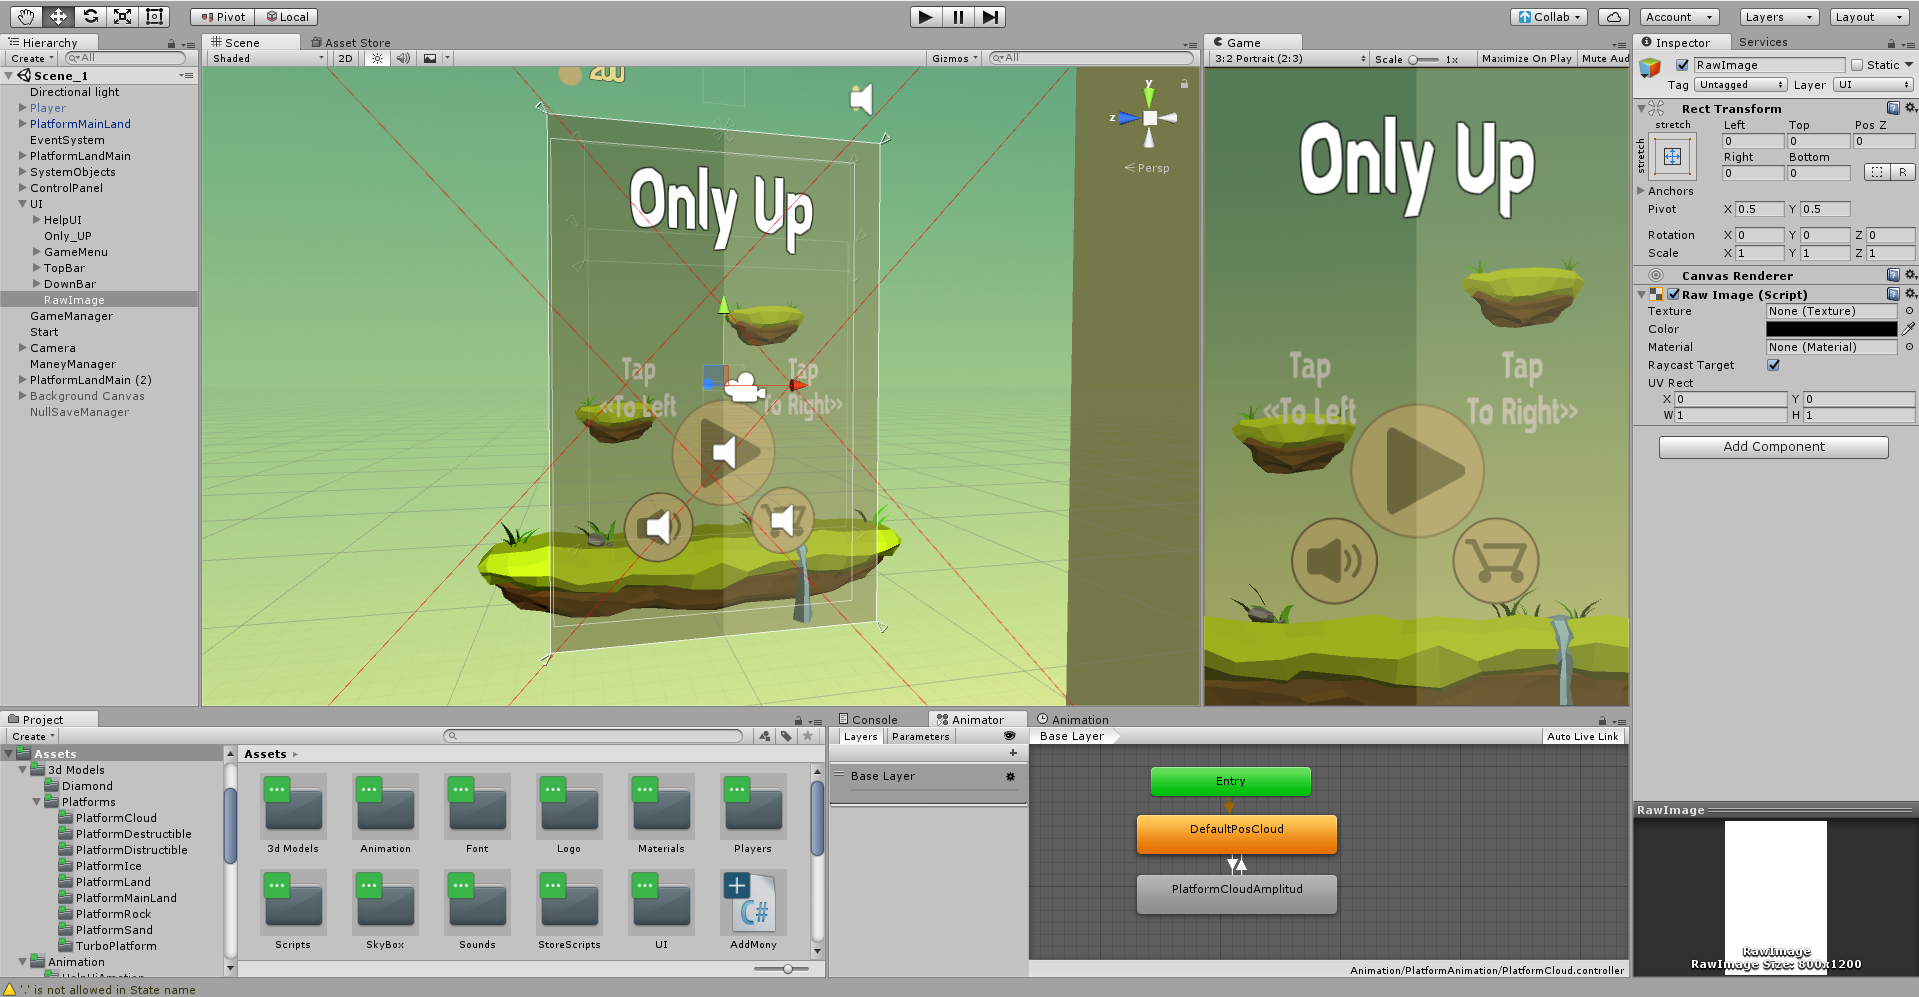 Pivot
Local
Collab
Account
Layers
Layout
Hierarchy
Create
All
Scene_1
Directional light
Player
PlatformMainLand
EventSystem
PlatformLandMain
SystemObjects
ControlPanel
UI
HelpUI
Only_UP
GameMenu
TopBar
DownBar
RawImage
GameManager
Start
Camera
ManeyManager
PlatformLandMain (2)
Background Canvas
NullSaveManager
Scene
Asset Store
Shaded
2D
Gizmos
All
Only Up
Tap
<<To Left
Tap
To Right>>
y
z
Persp
Game
3:2 Portrait (2:3)
Scale
1x
Maximize On Play
Mute Aud
Only Up
Tap
<<To Left
Tap
To Right>>
Inspector
Services
RawImage
Static
Tag
Untagged
Layer
UI
Rect Transform
stretch
stretch
Left Top Pos Z
0 0 0
Right Bottom
0 0
R
Anchors
Pivot X 0.5 Y 0.5
Rotation X 0 Y 0 Z 0
Scale X 1 Y 1 Z 1
Canvas Renderer
Raw Image (Script)
Texture None (Texture)
Color
Material None (Material)
Raycast Target
UV Rect
X 0 Y 0
W 1 H 1
Add Component
RawImage
RawImage
RawImage Size: 800x1200
Project
Create
Assets
3d Models
Diamond
Platforms
PlatformCloud
PlatformDestructible
PlatformDistructible
PlatformIce
PlatformLand
PlatformMainLand
PlatformRock
PlatformSand
TurboPlatform
Animation
Assets
3d Models
Animation
Font
Logo
Materials
Players
Scripts
SkyBox
Sounds
StoreScripts
UI
C#
AddMony
Console
Animator
Animation
Layers
Parameters
Base Layer
Auto Live Link
Base Layer
Entry
DefaultPosCloud
PlatformCloudAmplitud
Animation/PlatformAnimation/PlatformCloud.controller
'.' is not allowed in State name